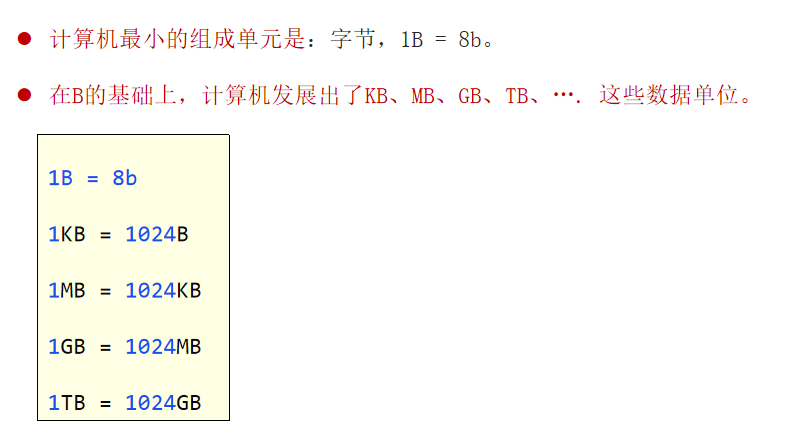 计算机最小的组成单元是：字节，1B = 8b。
在B的基础上，计算机发展出了KB、MB、GB、TB、…. 这些数据单位。
1B = 8b
1KB = 1024B
1MB = 1024KB
1GB = 1024MB
1TB = 1024GB